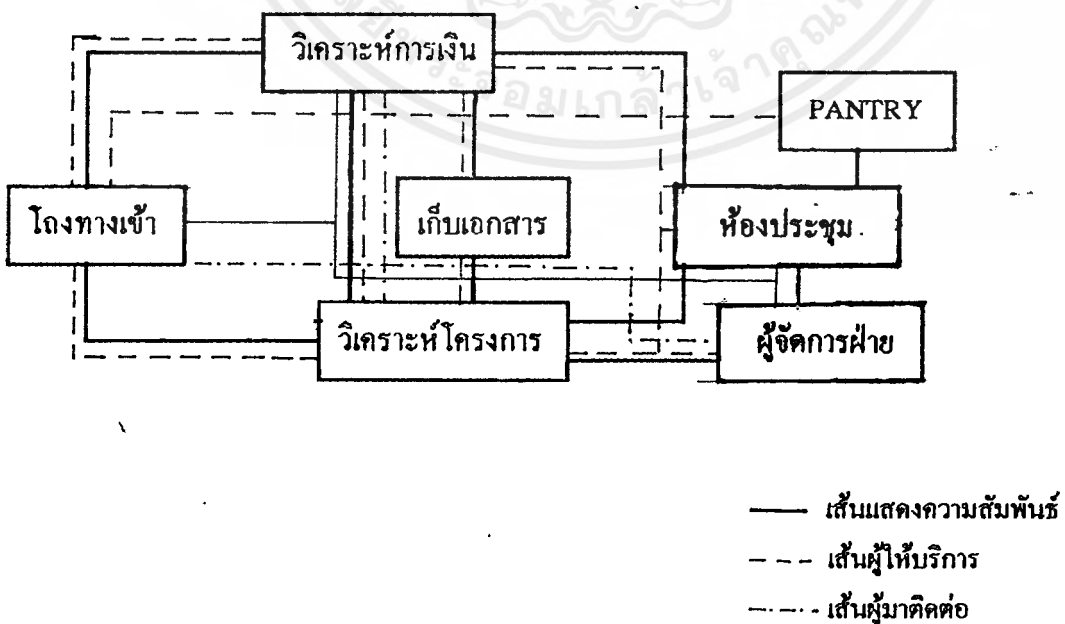 วิเคราะห์การเงิน
PANTRY
โถงทางเข้า
เก็บเอกสาร
ห้องประชุม
วิเคราะห์โครงการ
ผู้จัดการฝ่าย
เส้นแสดงความสัมพันธ์
เส้นผู้ให้บริการ
เส้นผู้มาติดต่อ